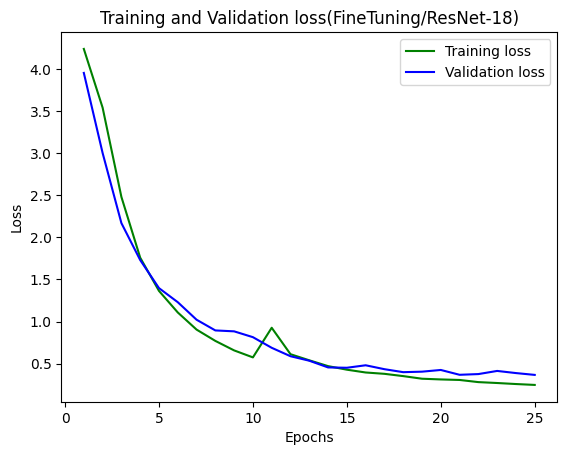 Training and Validation loss(FineTuning/ResNet-18)
Training loss
Validation loss
4.0
3.5
3.0
2.5
2.0
1.5
1.0
0.5
Loss
0
5
10
15
20
25
Epochs